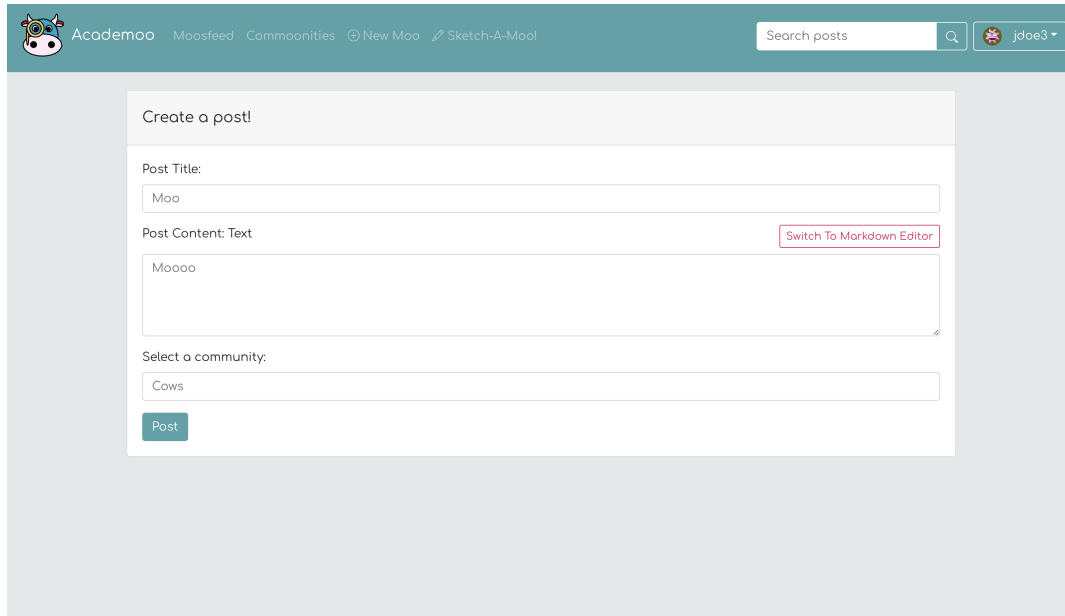 Academoo Moosfeed Commoonities New Moo Sketch-A-Moo! Search posts jdoe3
Create a post!
Post Title:
Moo
Post Content: Text Switch To Markdown Editor
Moooo
Select a community:
Cows
Post